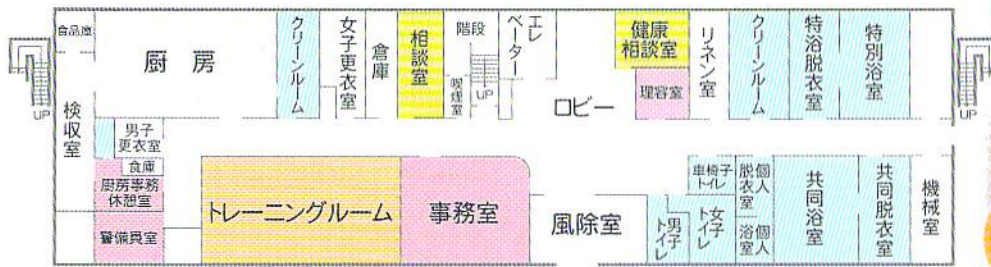 食品庫
厨房
クリーンルーム
女子更衣室
倉庫
相談室
階段
喫煙室
UP
エレベーター
ロビー
健康
相談室
理容室
リネン室
クリーンルーム
特浴脱衣室
特別浴室
UP
UP
検収室
男子
更衣室
食庫
厨房事務
休憩室
警備員室
トレーニングルーム
事務室
風除室
男子トイレ
女子トイレ
車椅子
トイレ
個人脱衣室
個人浴室
共同浴室
共同脱衣室
機械室